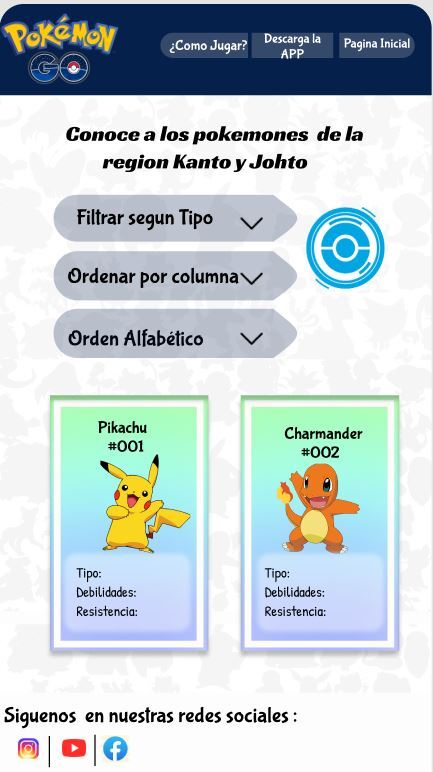 POKéMON
GO
¿Como Jugar?
Descarga la
APP
Pagina Inicial
Conoce a los pokemones de la
region Kanto y Johto
Filtrar segun Tipo
Ordenar por columna
Orden Alfabético
Pikachu
#001
Tipo:
Debilidades:
Resistencia:
Charmander
#002
Tipo:
Debilidades:
Resistencia:
Siguenos en nuestras redes sociales :